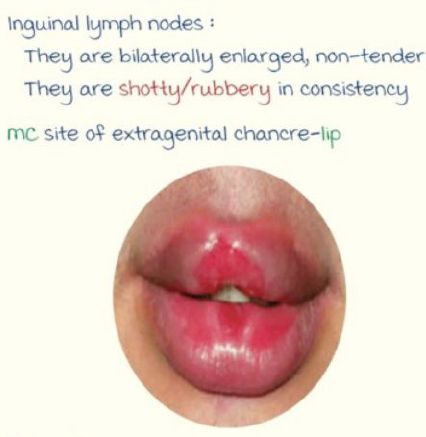 Inguinal lymph nodes :
They are bilaterally enlarged, non-tender
They are shotty/rubbery in consistency
mc site of extragenital chancre-lip